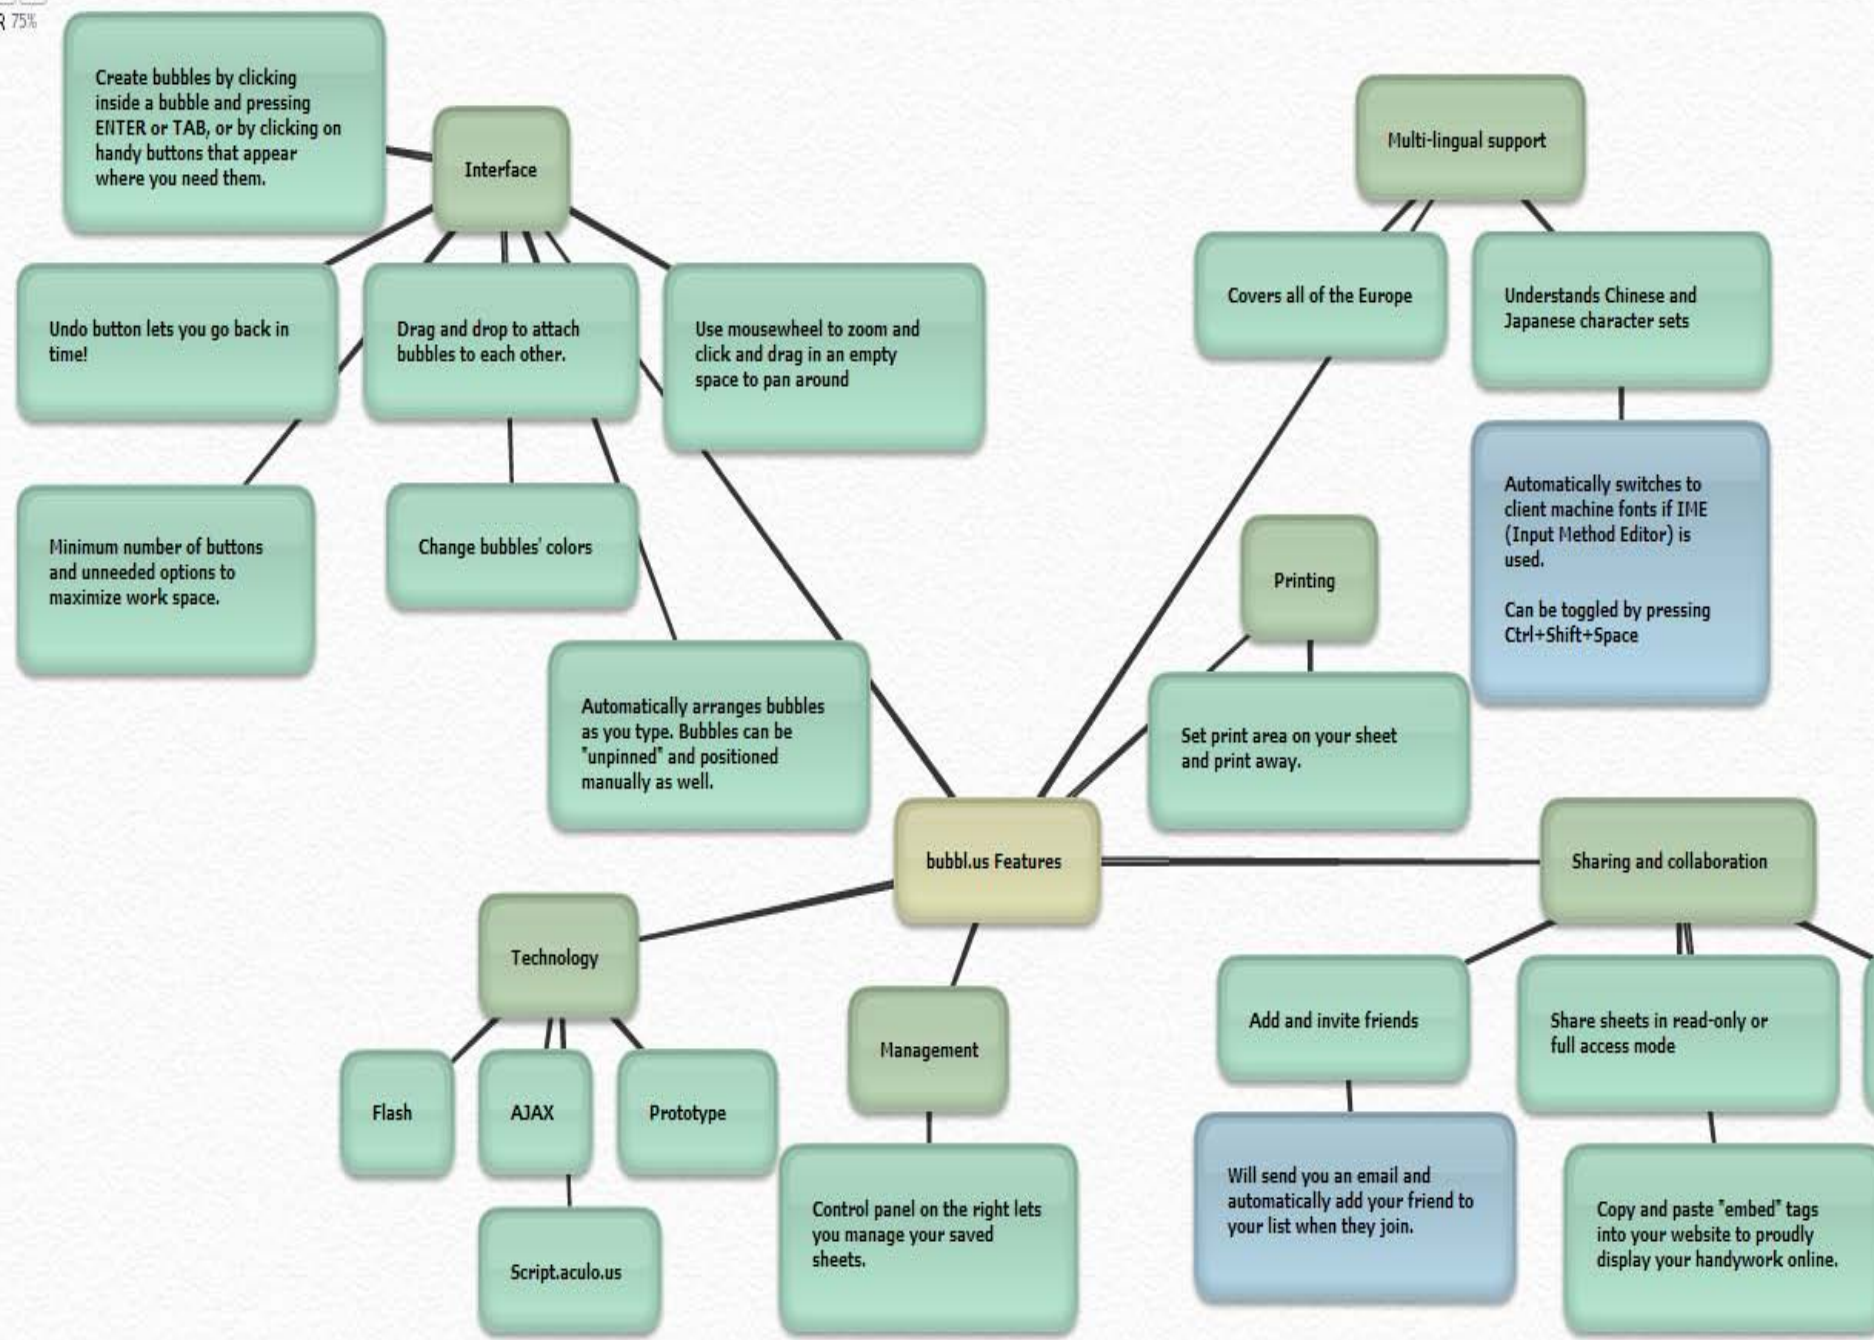 R 75%
Create bubbles by clicking
inside a bubble and pressing
ENTER or TAB, or by clicking on
handy buttons that appear
where you need them.
Interface
Undo button lets you go back in
time!
Drag and drop to attach
bubbles to each other.
Use mousewheel to zoom and
click and drag in an empty
space to pan around
Minimum number of buttons
and unneeded options to
maximize work space.
Change bubbles' colors
Automatically arranges bubbles
as you type. Bubbles can be
"unpinned" and positioned
manually as well.
Multi-lingual support
Covers all of the Europe
Understands Chinese and
Japanese character sets
Automatically switches to
client machine fonts if IME
(Input Method Editor) is
used.
Can be toggled by pressing
Ctrl+Shift+Space
Printing
Set print area on your sheet
and print away.
bubbl.us Features
Sharing and collaboration
Add and invite friends
Share sheets in read-only or
full access mode
Will send you an email and
automatically add your friend to
your list when they join.
Copy and paste "embed" tags
into your website to proudly
display your handywork online.
Technology
Flash
AJAX
Prototype
Script.aculo.us
Management
Control panel on the right lets
you manage your saved
sheets.